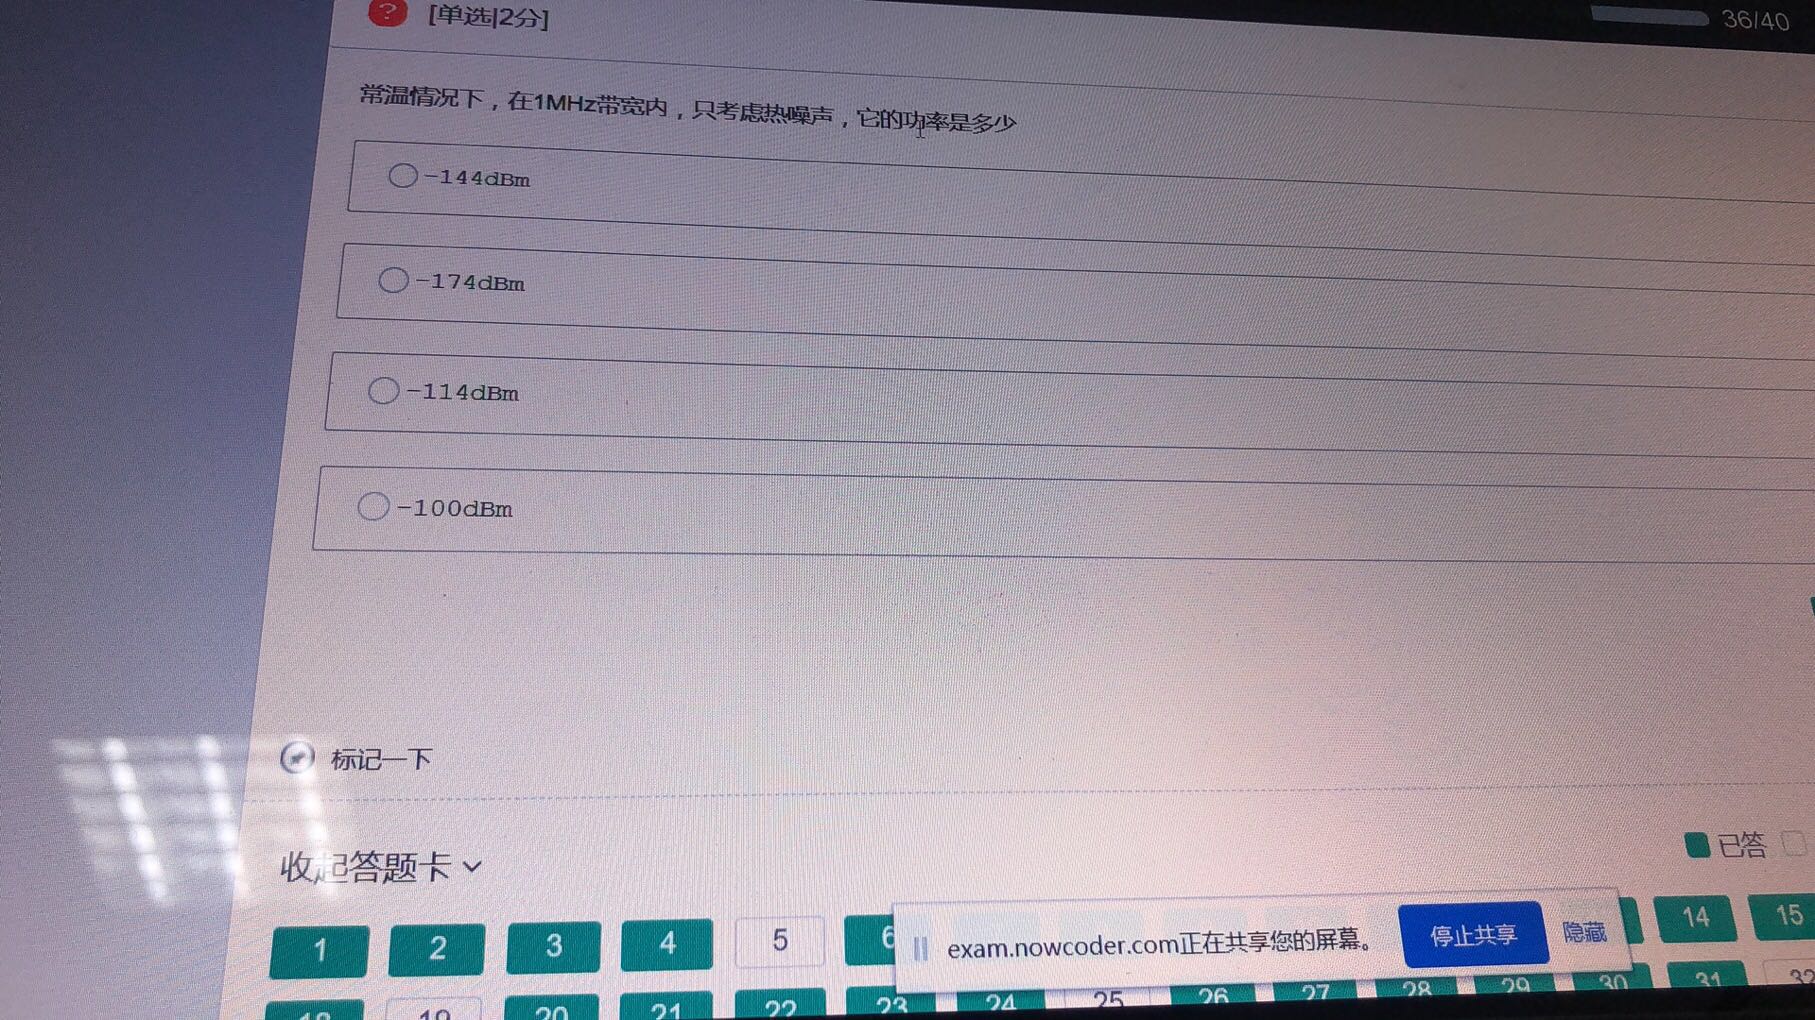 [单选|2分]
36/40
常温情况下，在1MHz带宽内，只考虑热噪声，它的功率是多少
-144dBm
-174dBm
-114dBm
-100dBm
标记一下
收起答题卡
已答
1 2 3 4 5 6 14 15
exam.nowcoder.com正在共享您的屏幕。 停止共享 隐藏
18 19 20 21 22 23 24 25 26 27 28 29 30 31 32